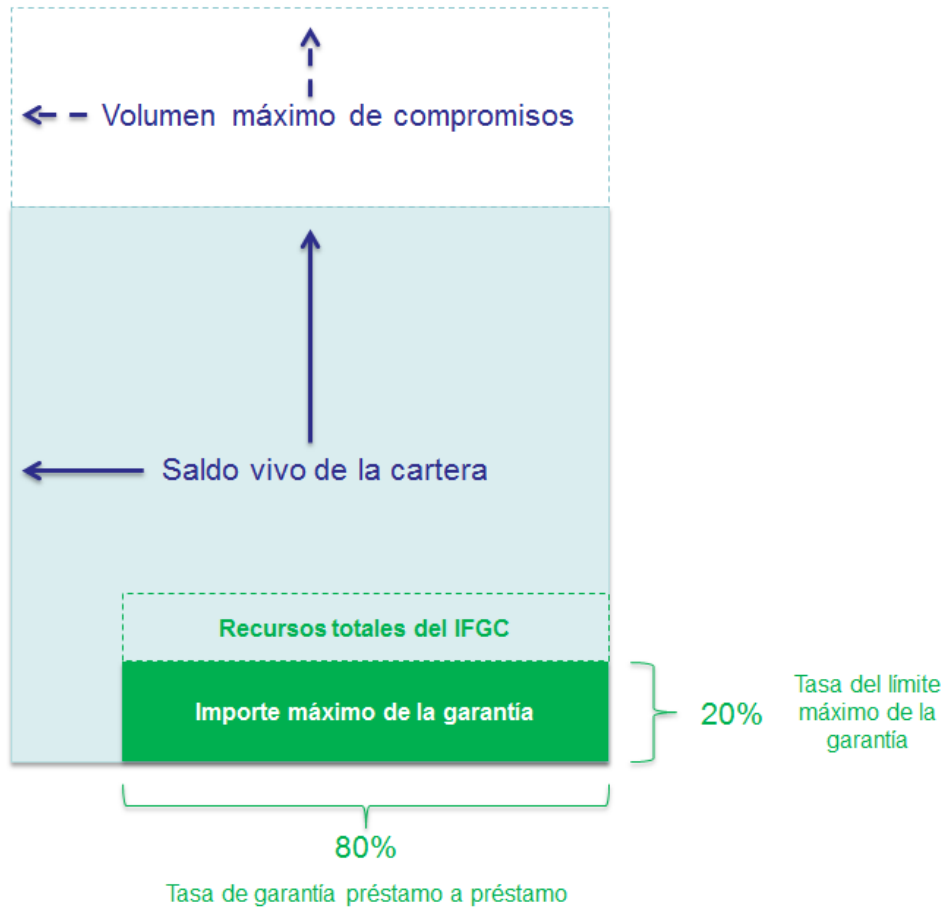 Volumen máximo de compromisos
Saldo vivo de la cartera
Recursos totales del IFGC
Importe máximo de la garantía
20%
Tasa del límite
máximo de la
garantía
80%
Tasa de garantía préstamo a préstamo